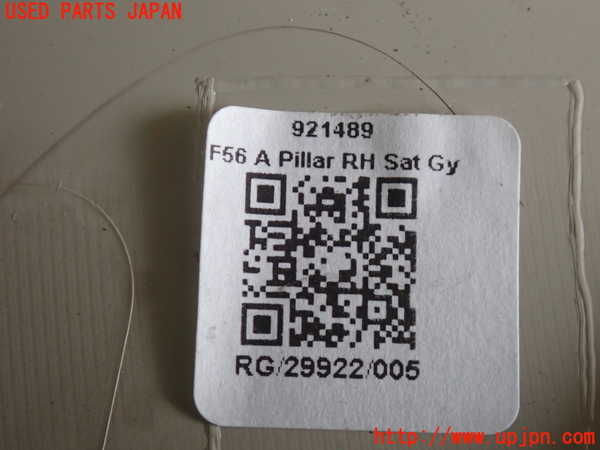 USED PARTS JAPAN
921489
F56 A Pillar RH Sat Gy
RG/29922/005
http://www.upjpn.com